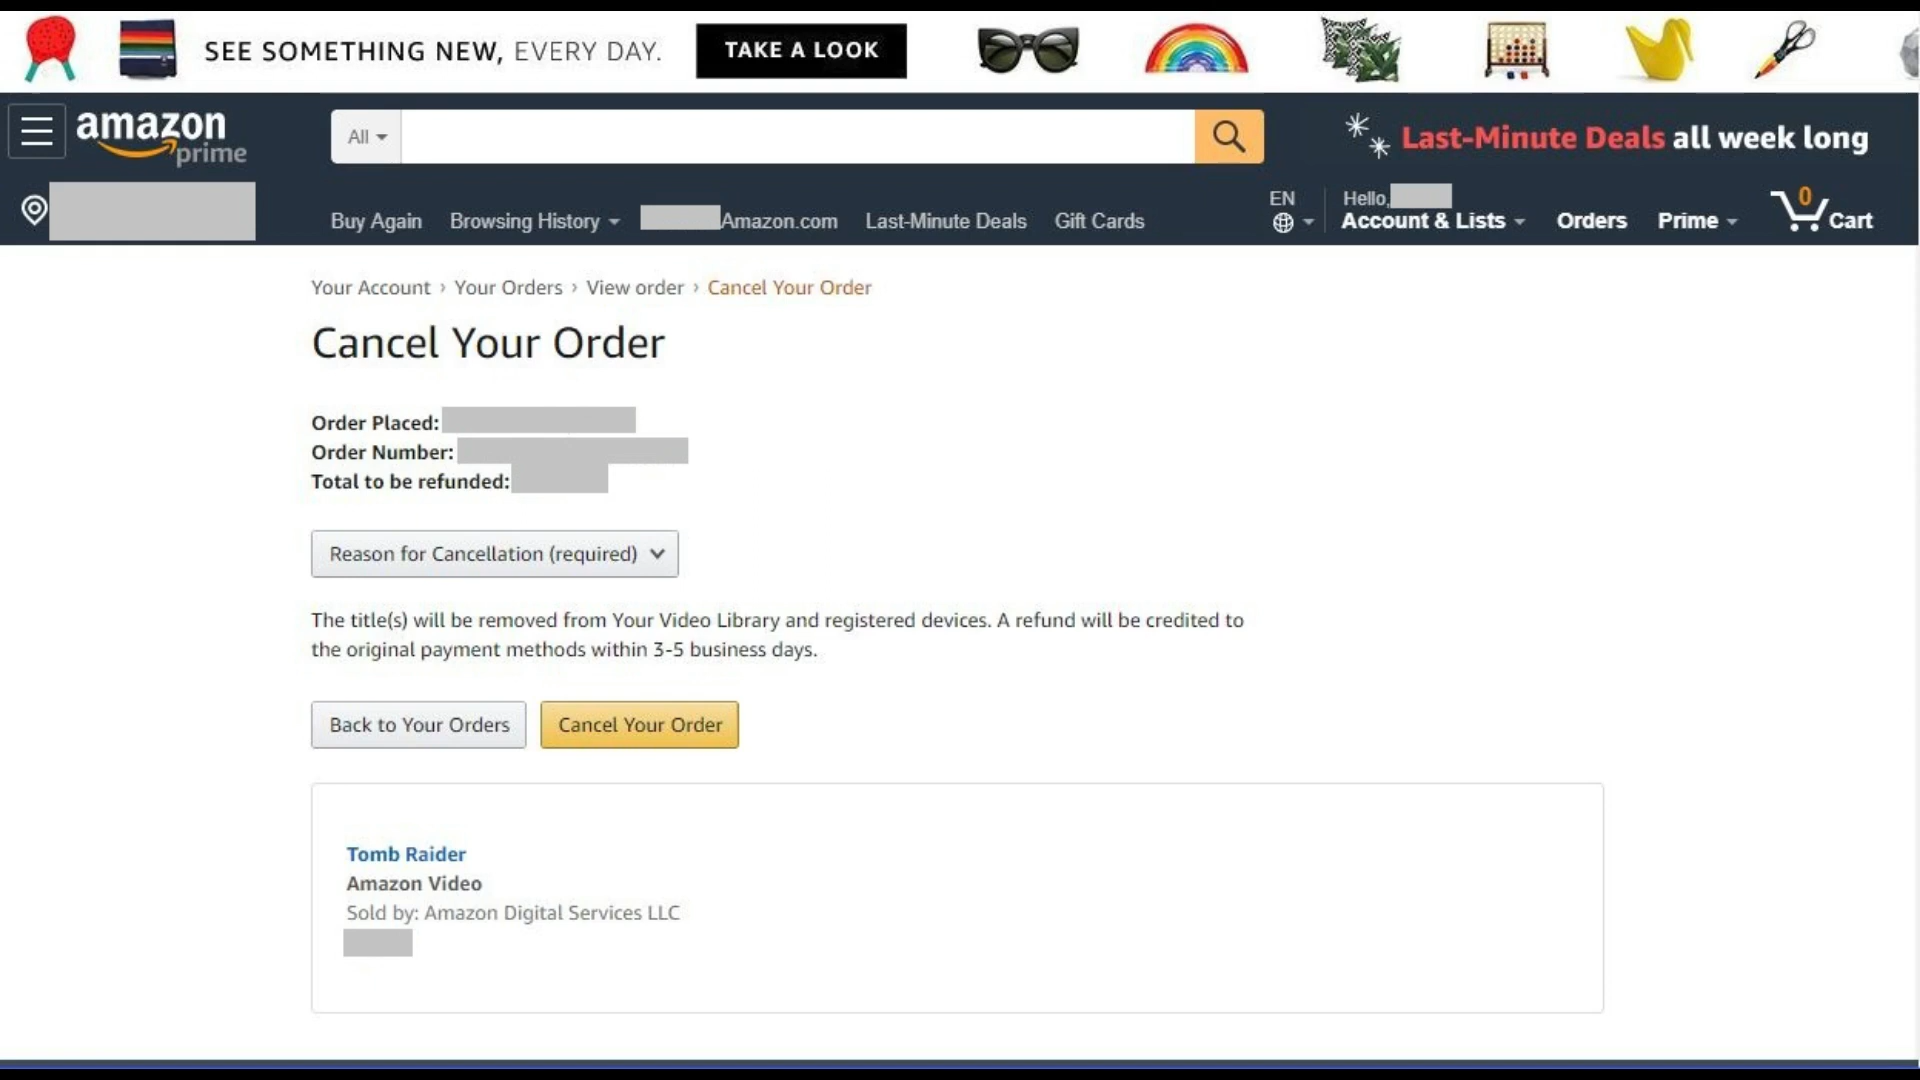 SEE SOMETHING NEW, EVERY DAY. TAKE A LOOK
amazon prime
All
Last-Minute Deals all week long
Buy Again Browsing History Amazon.com Last-Minute Deals Gift Cards
EN
Hello,
Account & Lists Orders Prime 0 Cart
Your Account › Your Orders › View order › Cancel Your Order
Cancel Your Order
Order Placed:
Order Number:
Total to be refunded:
Reason for Cancellation (required)
The title(s) will be removed from Your Video Library and registered devices. A refund will be credited to
the original payment methods within 3-5 business days.
Back to Your Orders Cancel Your Order
Tomb Raider
Amazon Video
Sold by: Amazon Digital Services LLC